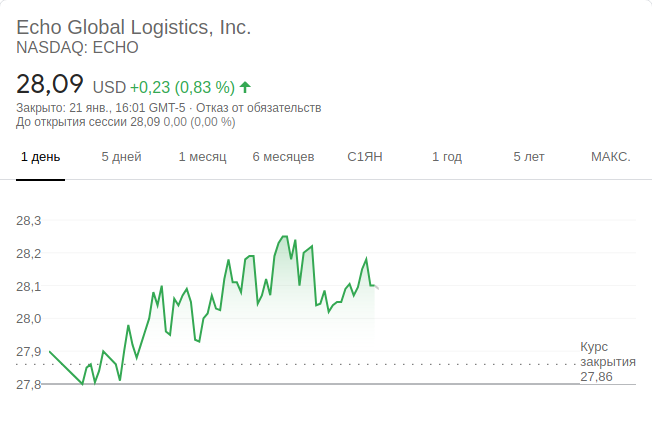 Echo Global Logistics, Inc.
NASDAQ: ECHO
28,09 USD +0,23 (0,83 %)
Закрыто: 21 янв., 16:01 GMT-5 · Отказ от обязательств
До открытия сессии 28,09 0,00 (0,00 %)
1 день 5 дней 1 месяц 6 месяцев С1ЯН 1 год 5 лет МАКС.
28,3
28,2
28,1
28,0
27,9
27,8
Курс
закрытия
27,86